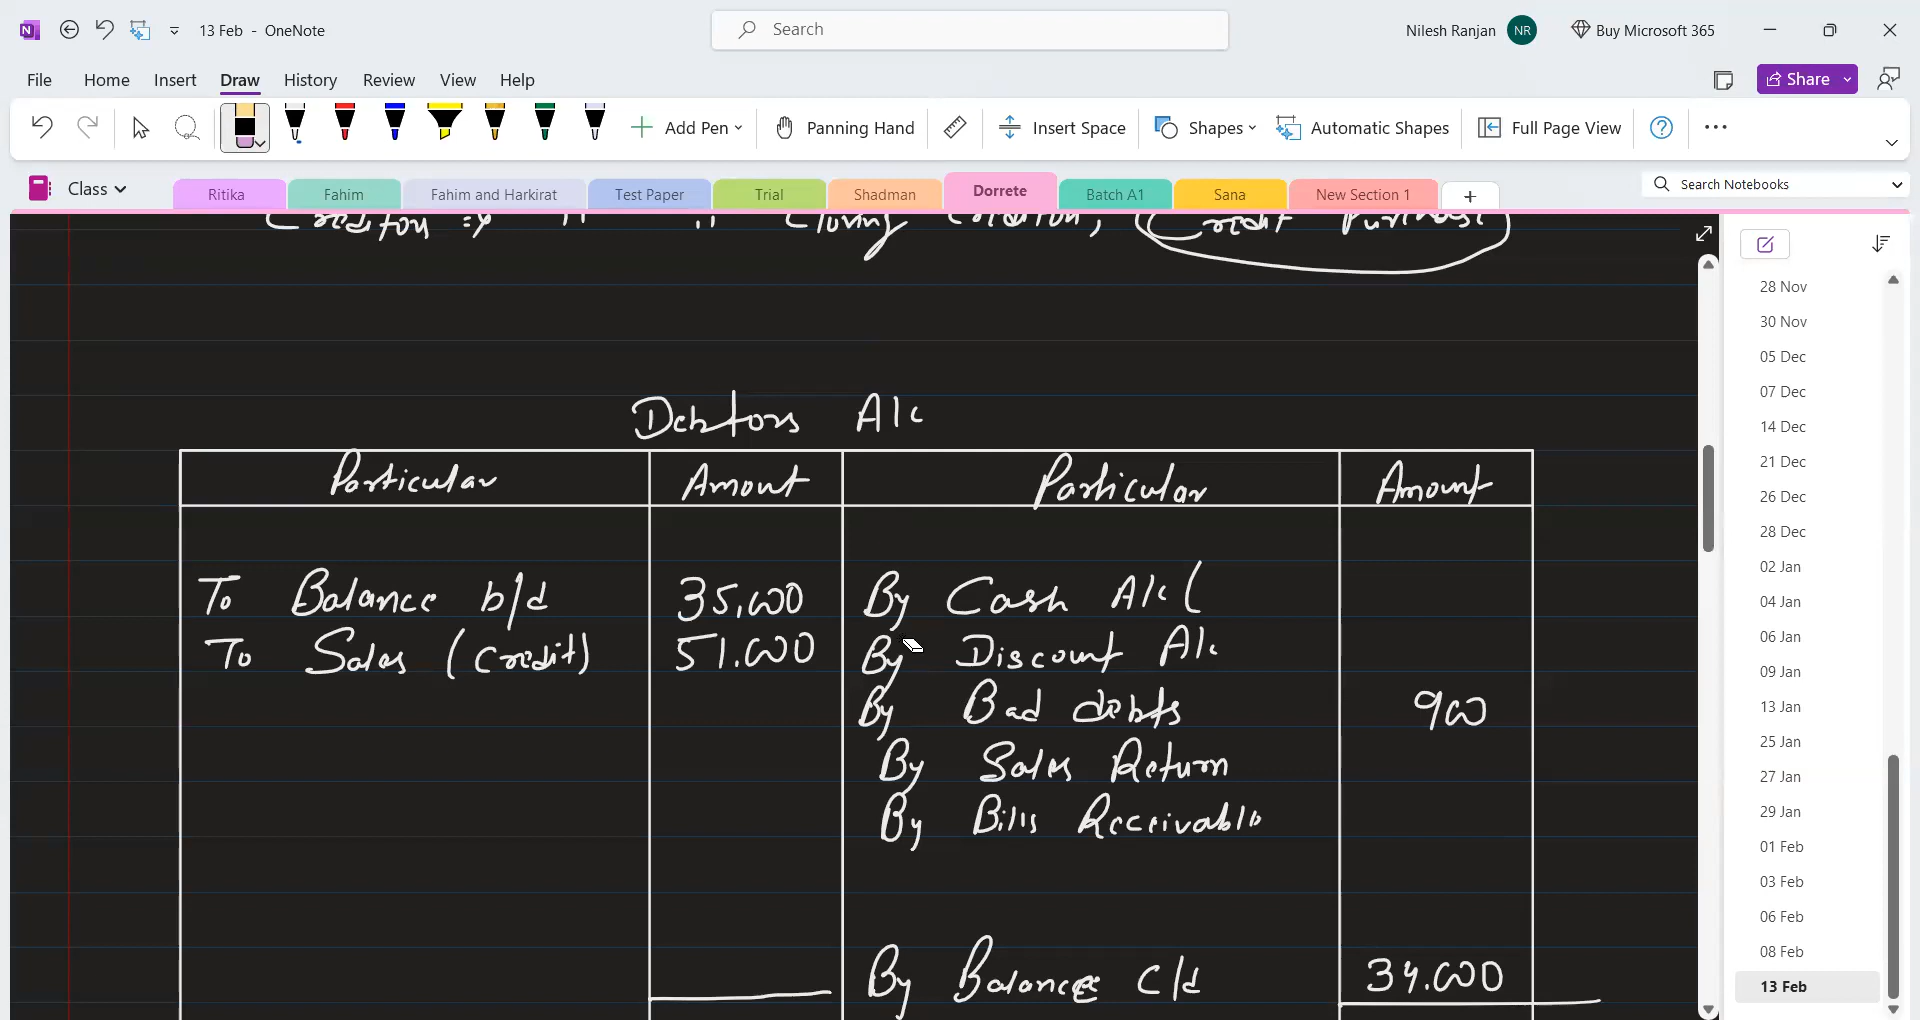 13 Feb - OneNote
Search
Nilesh Ranjan NR
Buy Microsoft 365
File Home Insert Draw History Review View Help
Share
Add Pen
Panning Hand
Insert Space
Shapes
Automatic Shapes
Full Page View
Class
Ritika
Fahim
Fahim and Harkirat
Test Paper
Trial
Shadman
Dorrete
Batch A1
Sana
New Section 1
+
Search Notebooks
Creditors => " " Closing Creditors, Credit Purchase
Debtors A/c
Particular Amount Particular Amount
To Balance b/d 35,000 By Cash A/c (
To Sales (Credit) 51,000 By Discount A/c
By Bad debts 900
By Sales Return
By Bills Receivable
By Balance c/d 34,000
28 Nov
30 Nov
05 Dec
07 Dec
14 Dec
21 Dec
26 Dec
28 Dec
02 Jan
04 Jan
06 Jan
09 Jan
13 Jan
25 Jan
27 Jan
29 Jan
01 Feb
03 Feb
06 Feb
08 Feb
13 Feb